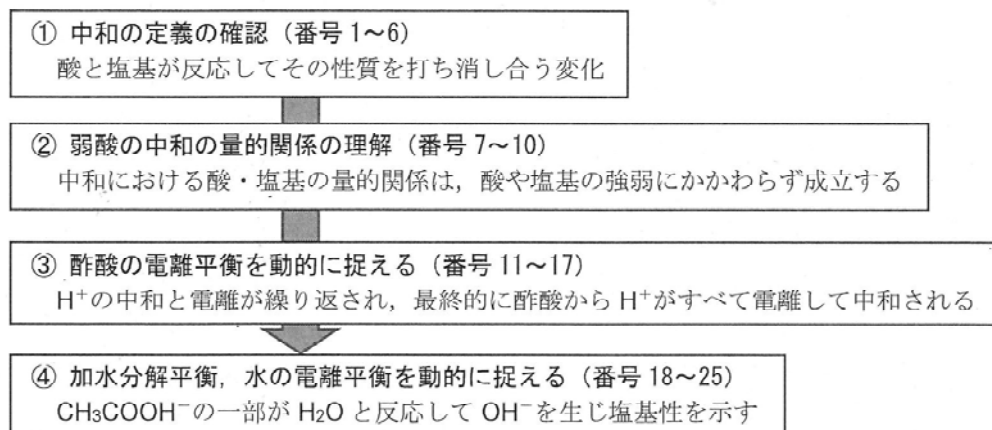 ① 中和の定義の確認（番号 1～6）
酸と塩基が反応してその性質を打ち消し合う変化
② 弱酸の中和の量的関係の理解（番号 7～10）
中和における酸・塩基の量的関係は，酸や塩基の強弱にかかわらず成立する
③ 酢酸の電離平衡を動的に捉える（番号 11～17）
H⁺の中和と電離が繰り返され，最終的に酢酸から H⁺がすべて電離して中和される
④ 加水分解平衡，水の電離平衡を動的に捉える（番号 18～25）
CH₃COOH⁻の一部が H₂O と反応して OH⁻を生じ塩基性を示す